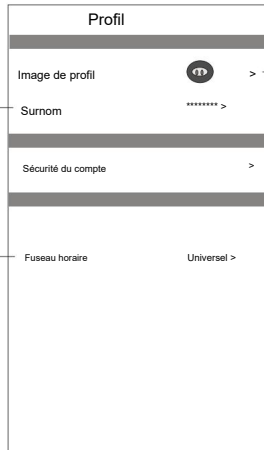 Profil
Image de profil >
Surnom ******** >
Sécurité du compte >
Fuseau horaire Universel >